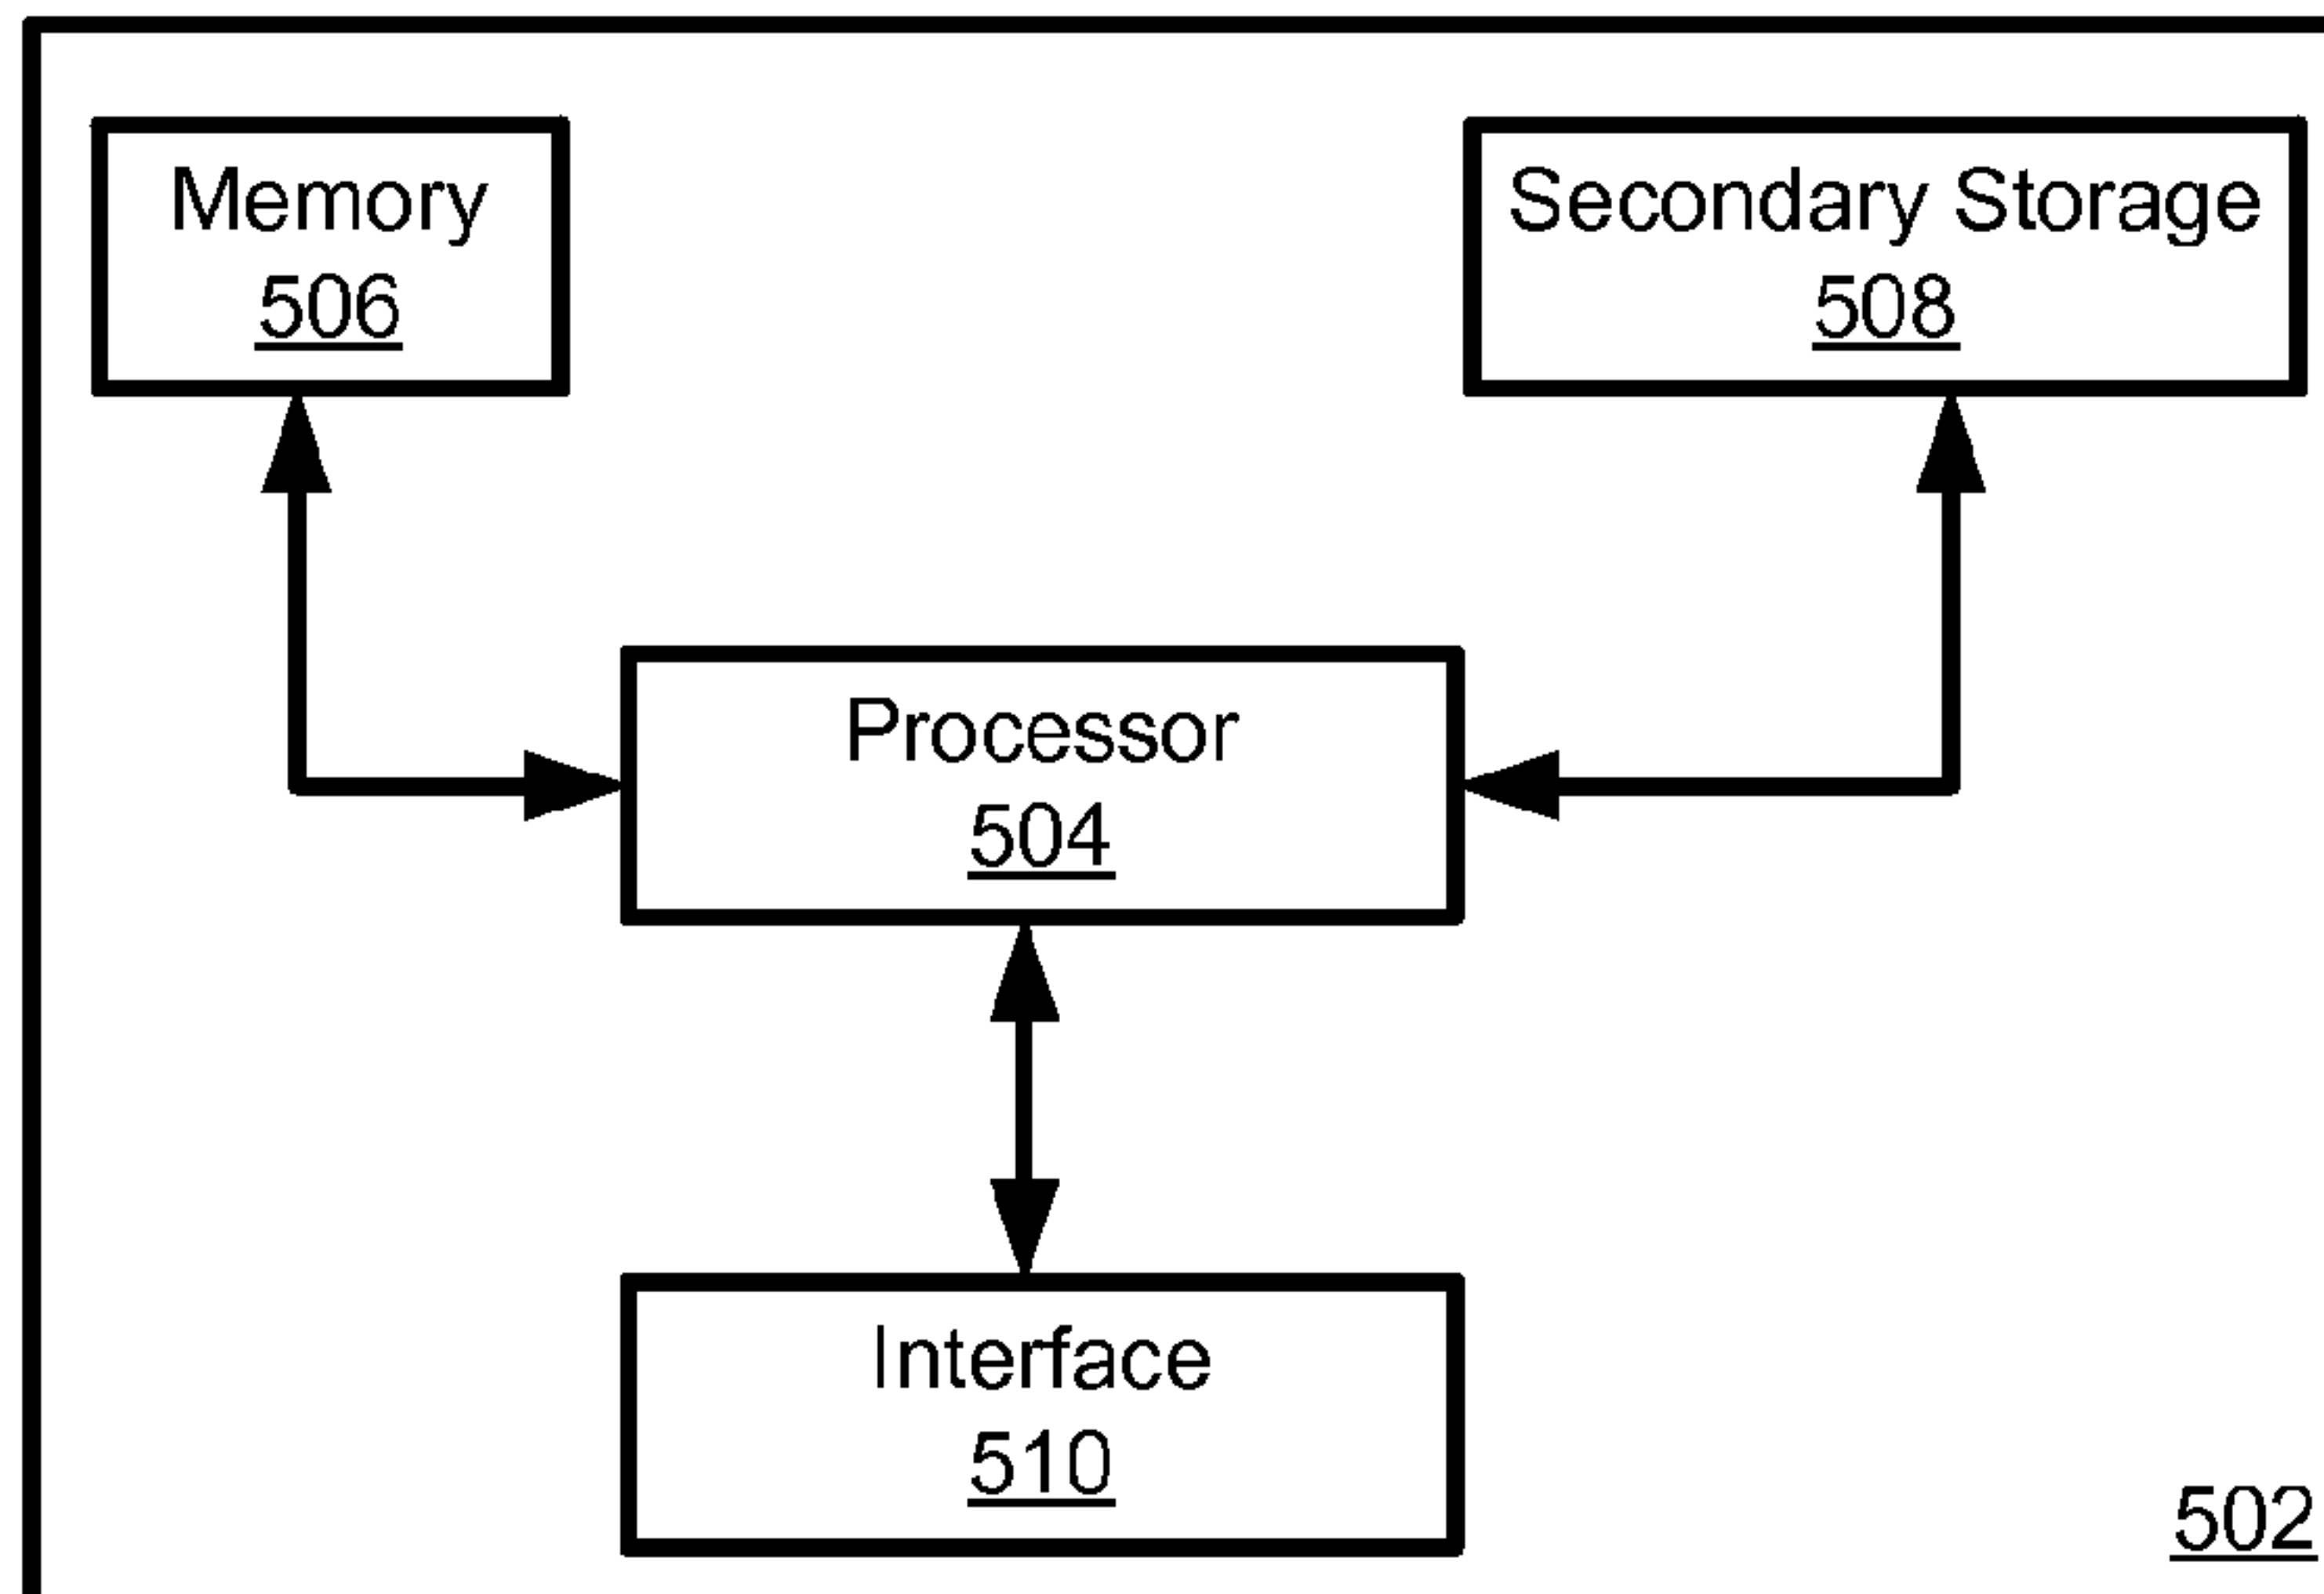 Memory
506
Secondary Storage
508
Processor
504
Interface
510
502